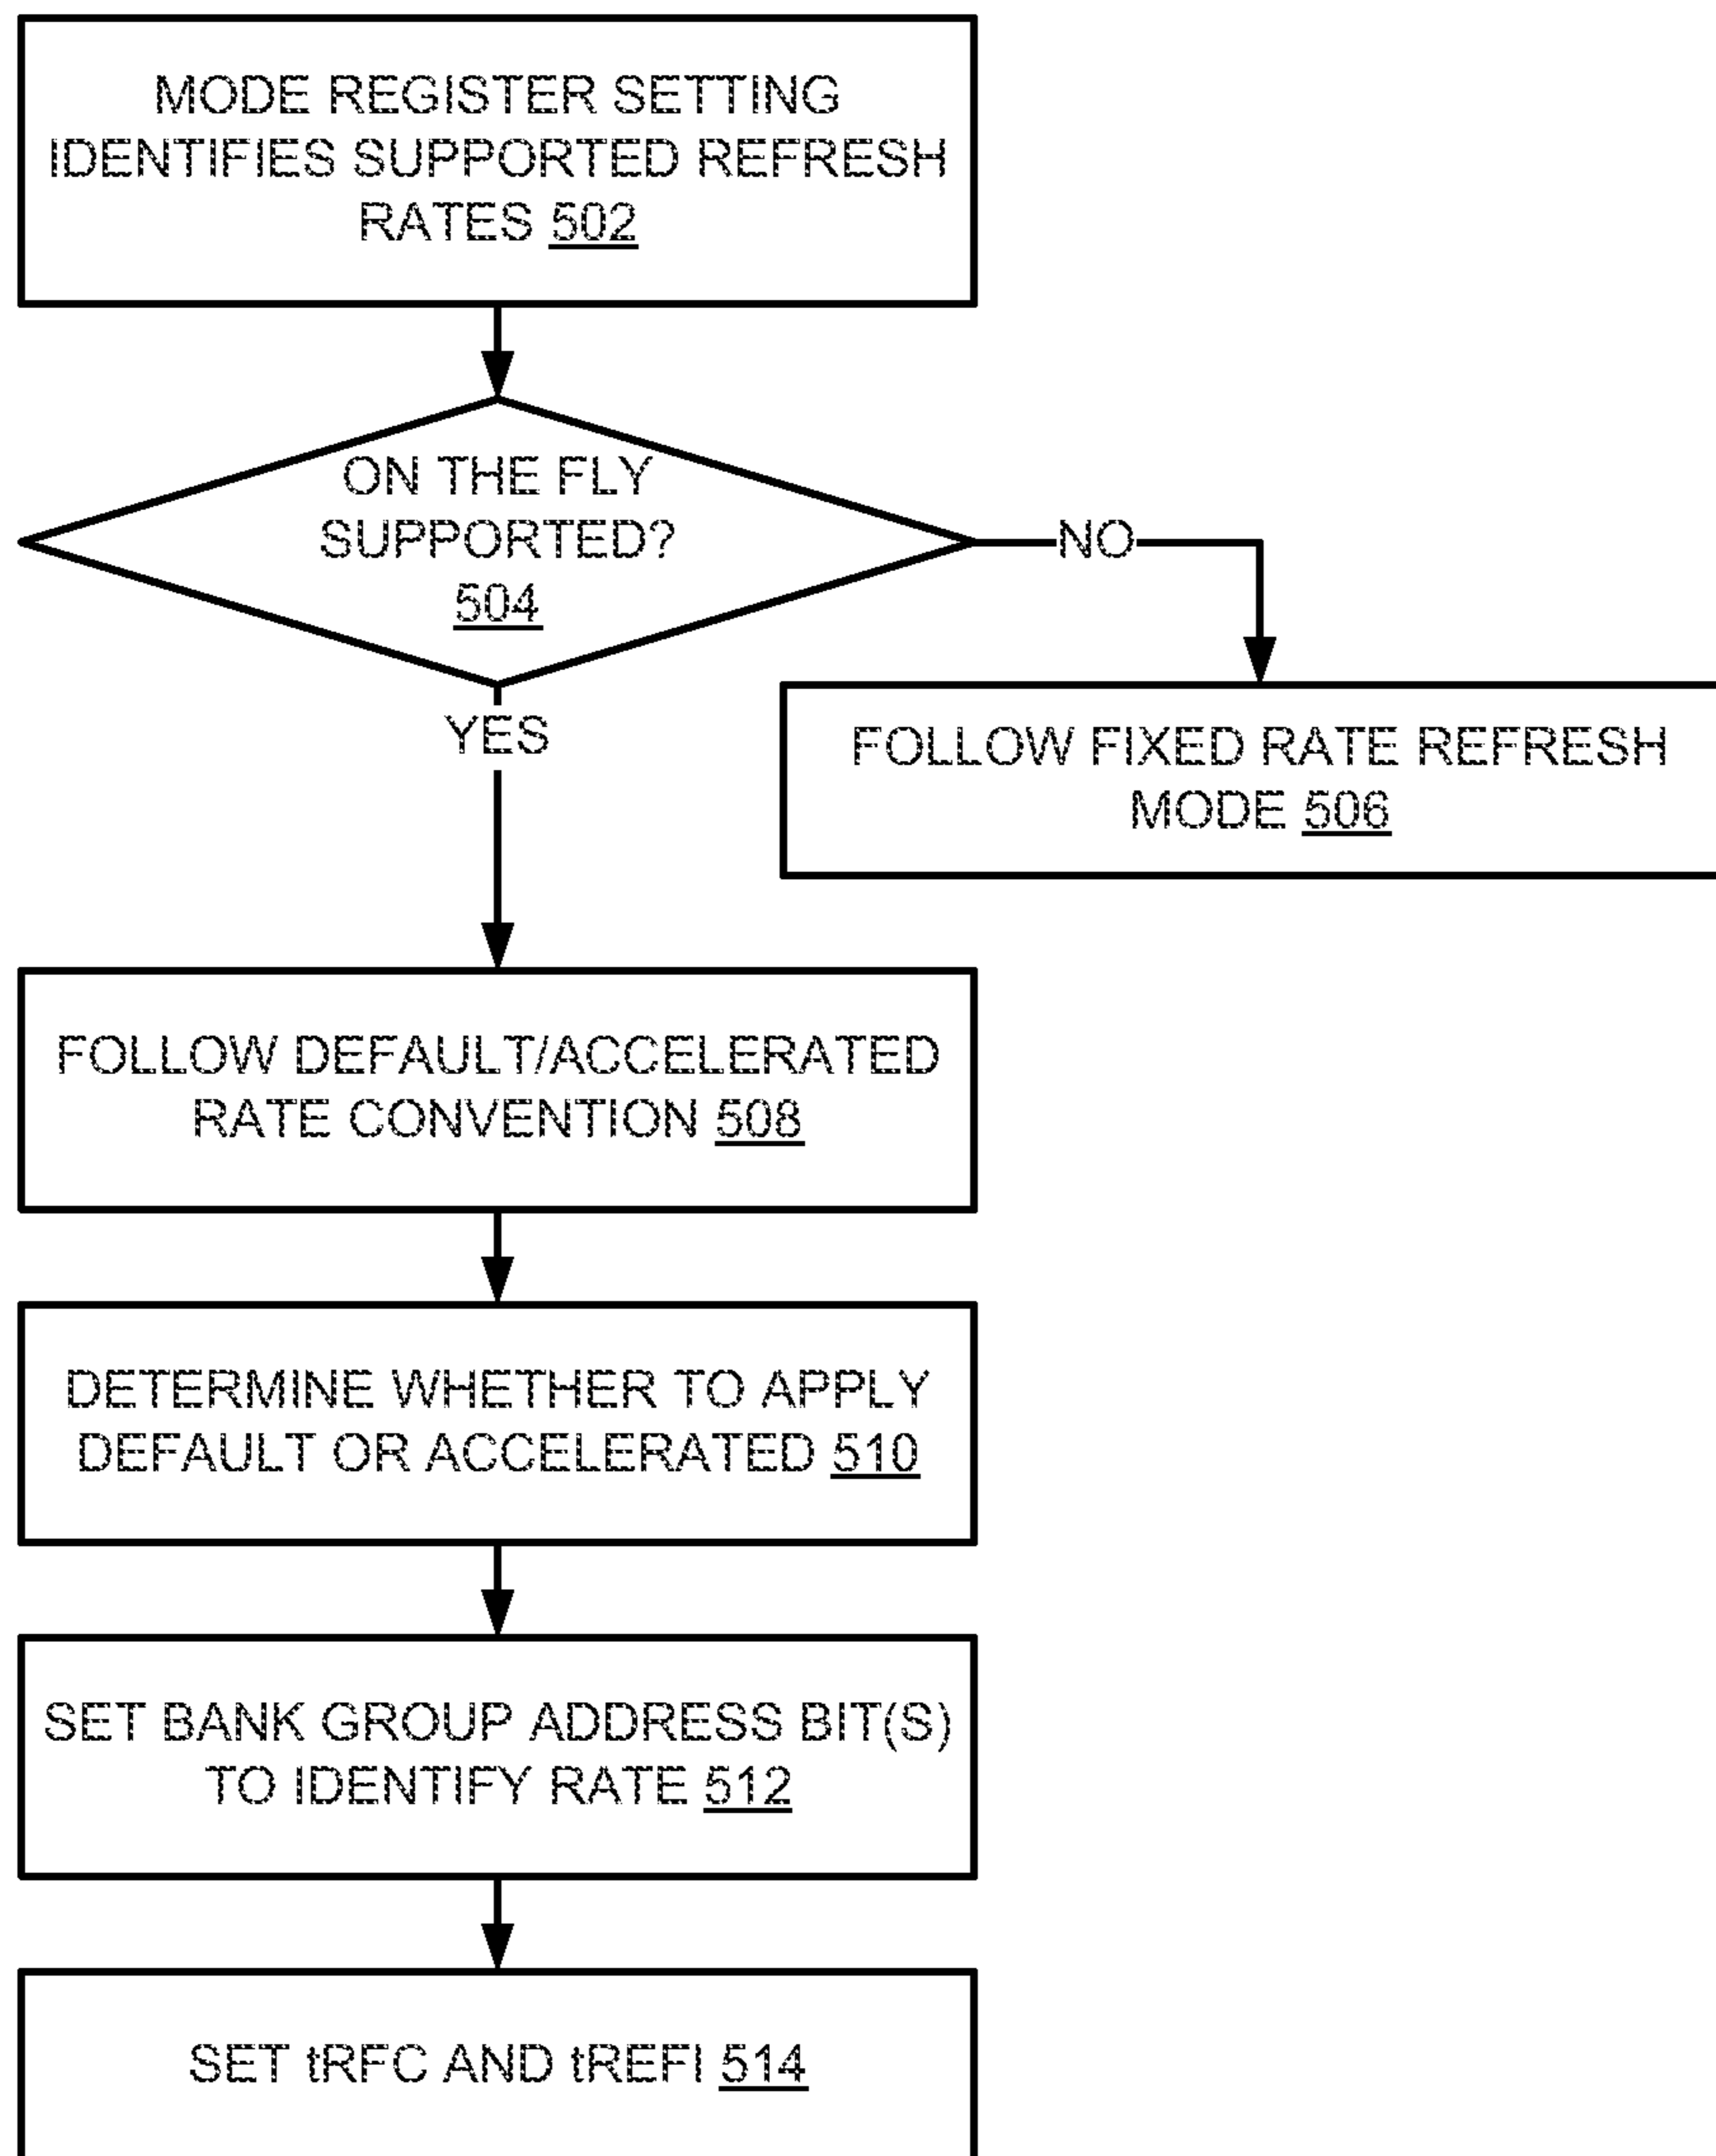 MODE REGISTER SETTING
IDENTIFIES SUPPORTED REFRESH
RATES 502
ON THE FLY
SUPPORTED?
504
NO
YES
FOLLOW FIXED RATE REFRESH
MODE 506
FOLLOW DEFAULT/ACCELERATED
RATE CONVENTION 508
DETERMINE WHETHER TO APPLY
DEFAULT OR ACCELERATED 510
SET BANK GROUP ADDRESS BIT(S)
TO IDENTIFY RATE 512
SET tRFC AND tREFI 514